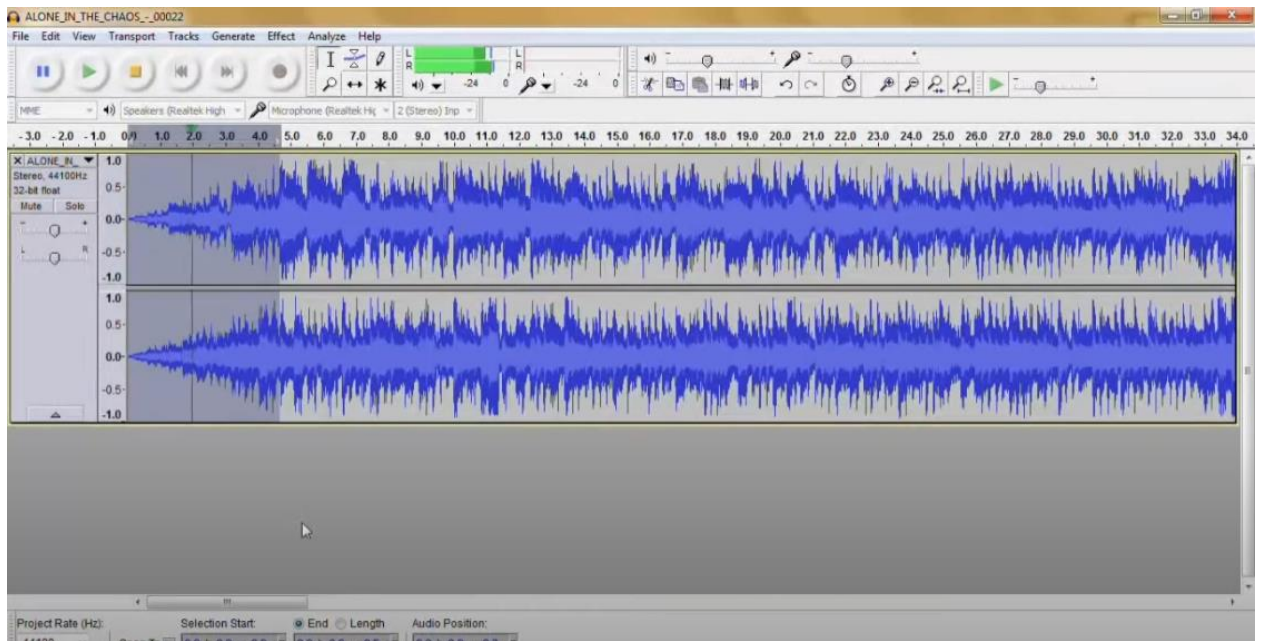 ALONE_IN_THE_CHAOS_-_00022
File Edit View Transport Tracks Generate Effect Analyze Help
L
R
-24 0
L
R
-24 0
MME Speakers (Realtek High Microphone (Realtek Hig 2 (Stereo) Inp
-3.0 -2.0 -1.0 0.0 1.0 2.0 3.0 4.0 5.0 6.0 7.0 8.0 9.0 10.0 11.0 12.0 13.0 14.0 15.0 16.0 17.0 18.0 19.0 20.0 21.0 22.0 23.0 24.0 25.0 26.0 27.0 28.0 29.0 30.0 31.0 32.0 33.0 34.0
X ALONE_IN_
Stereo, 44100Hz
32-bit float
Mute Solo
- +
L R
1.0
0.5
0.0
-0.5
-1.0
1.0
0.5
0.0
-0.5
-1.0
Project Rate (Hz): Selection Start: End Length Audio Position: